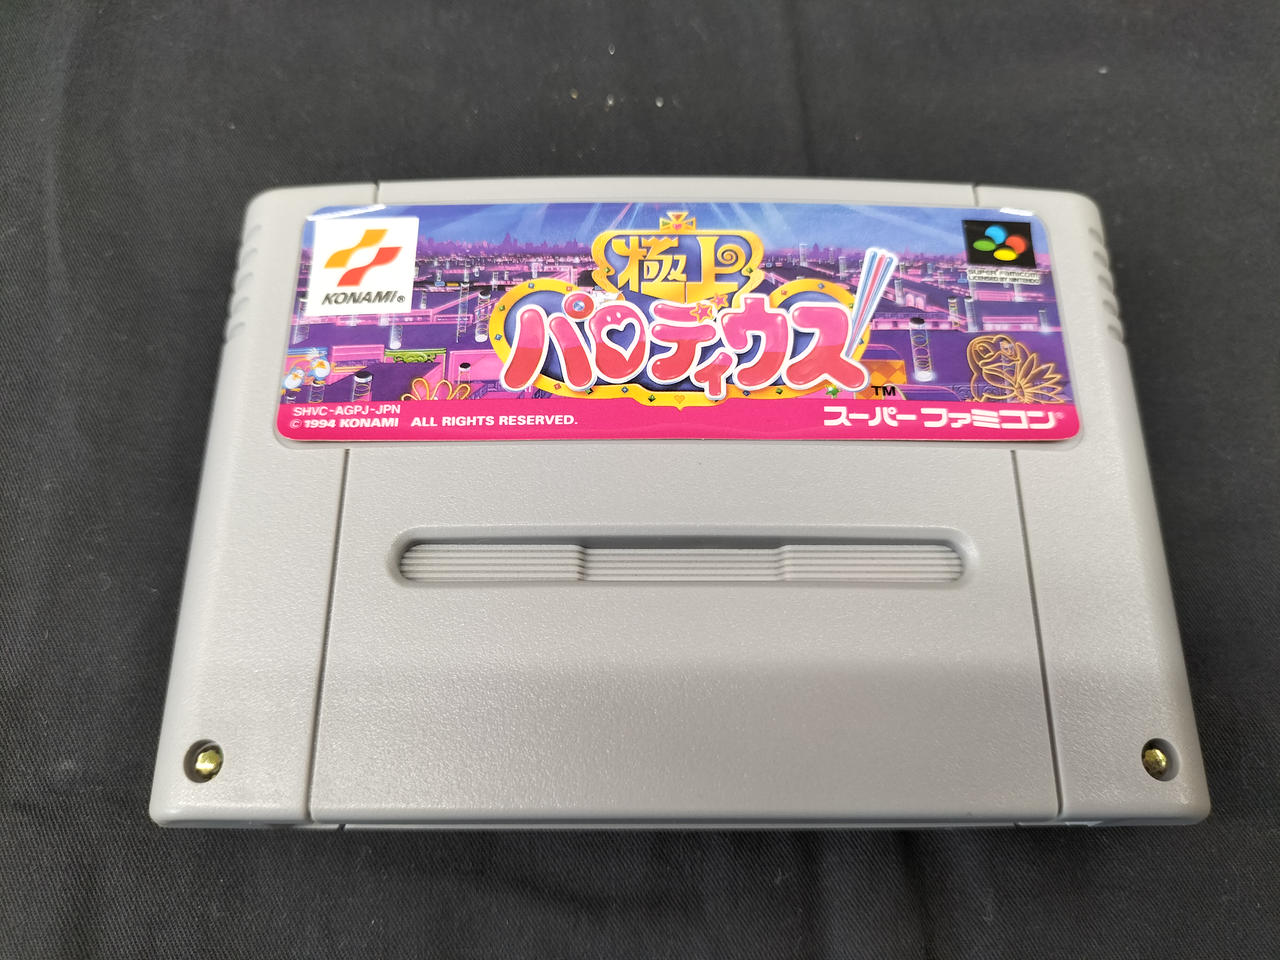 KONAMI®
極上
パロディウス!
TM
SUPER FAMICOM
LICENSED BY NINTENDO
SHVC-AGPJ-JPN
© 1994 KONAMI ALL RIGHTS RESERVED.
スーパーファミコン®